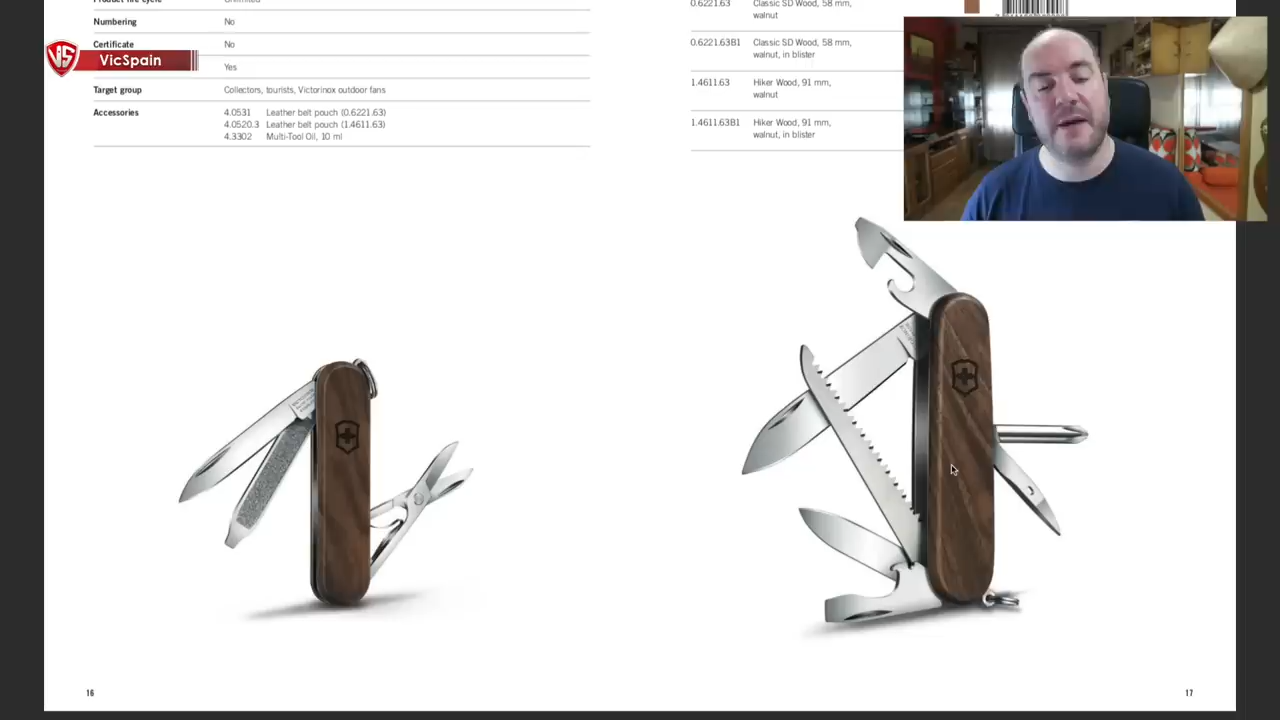 Product life cycle Unlimited
Numbering No
Certificate No
VicSpain
Yes
Target group Collectors, tourists, Victorinox outdoor fans
Accessories 4.0531 Leather belt pouch (0.6221.63)
4.0520.3 Leather belt pouch (1.4611.63)
4.3302 Multi-Tool Oil, 10 ml
0.6221.63 Classic SD Wood, 58 mm,
walnut
0.6221.63B1 Classic SD Wood, 58 mm,
walnut, in blister
1.4611.63 Hiker Wood, 91 mm,
walnut
1.4611.63B1 Hiker Wood, 91 mm,
walnut, in blister
16
17